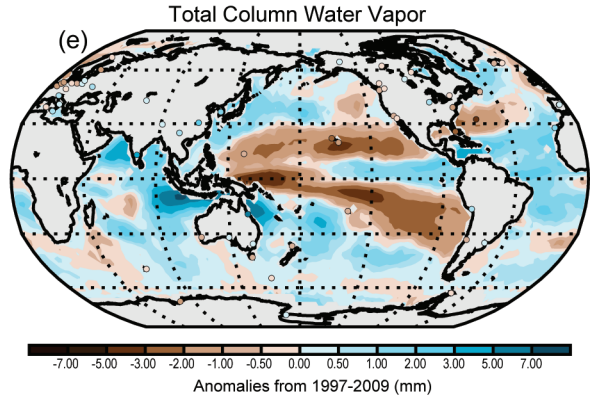 Total Column Water Vapor
(e)
-7.00 -5.00 -3.00 -2.00 -1.00 -0.50 0.00 0.50 1.00 2.00 3.00 5.00 7.00
Anomalies from 1997-2009 (mm)